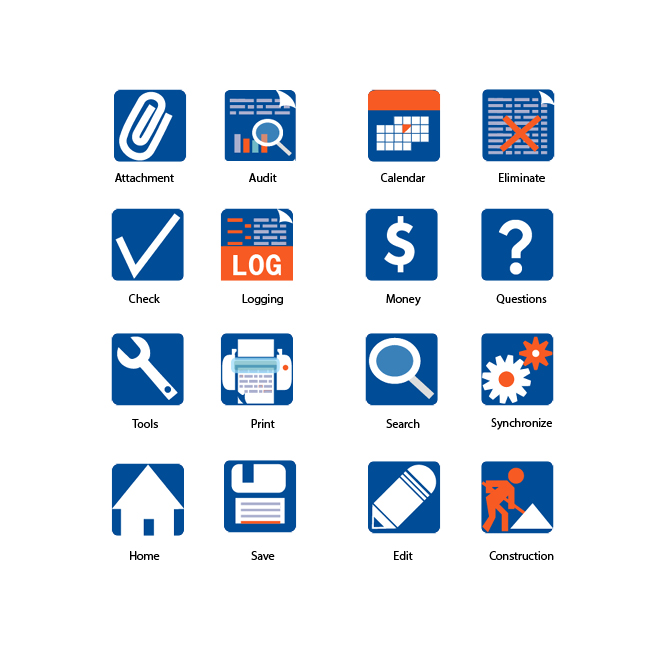 Attachment
Audit
Calendar
Eliminate
LOG
Check
Logging
Money
Questions
Tools
Print
Search
Synchronize
Home
Save
Edit
Construction